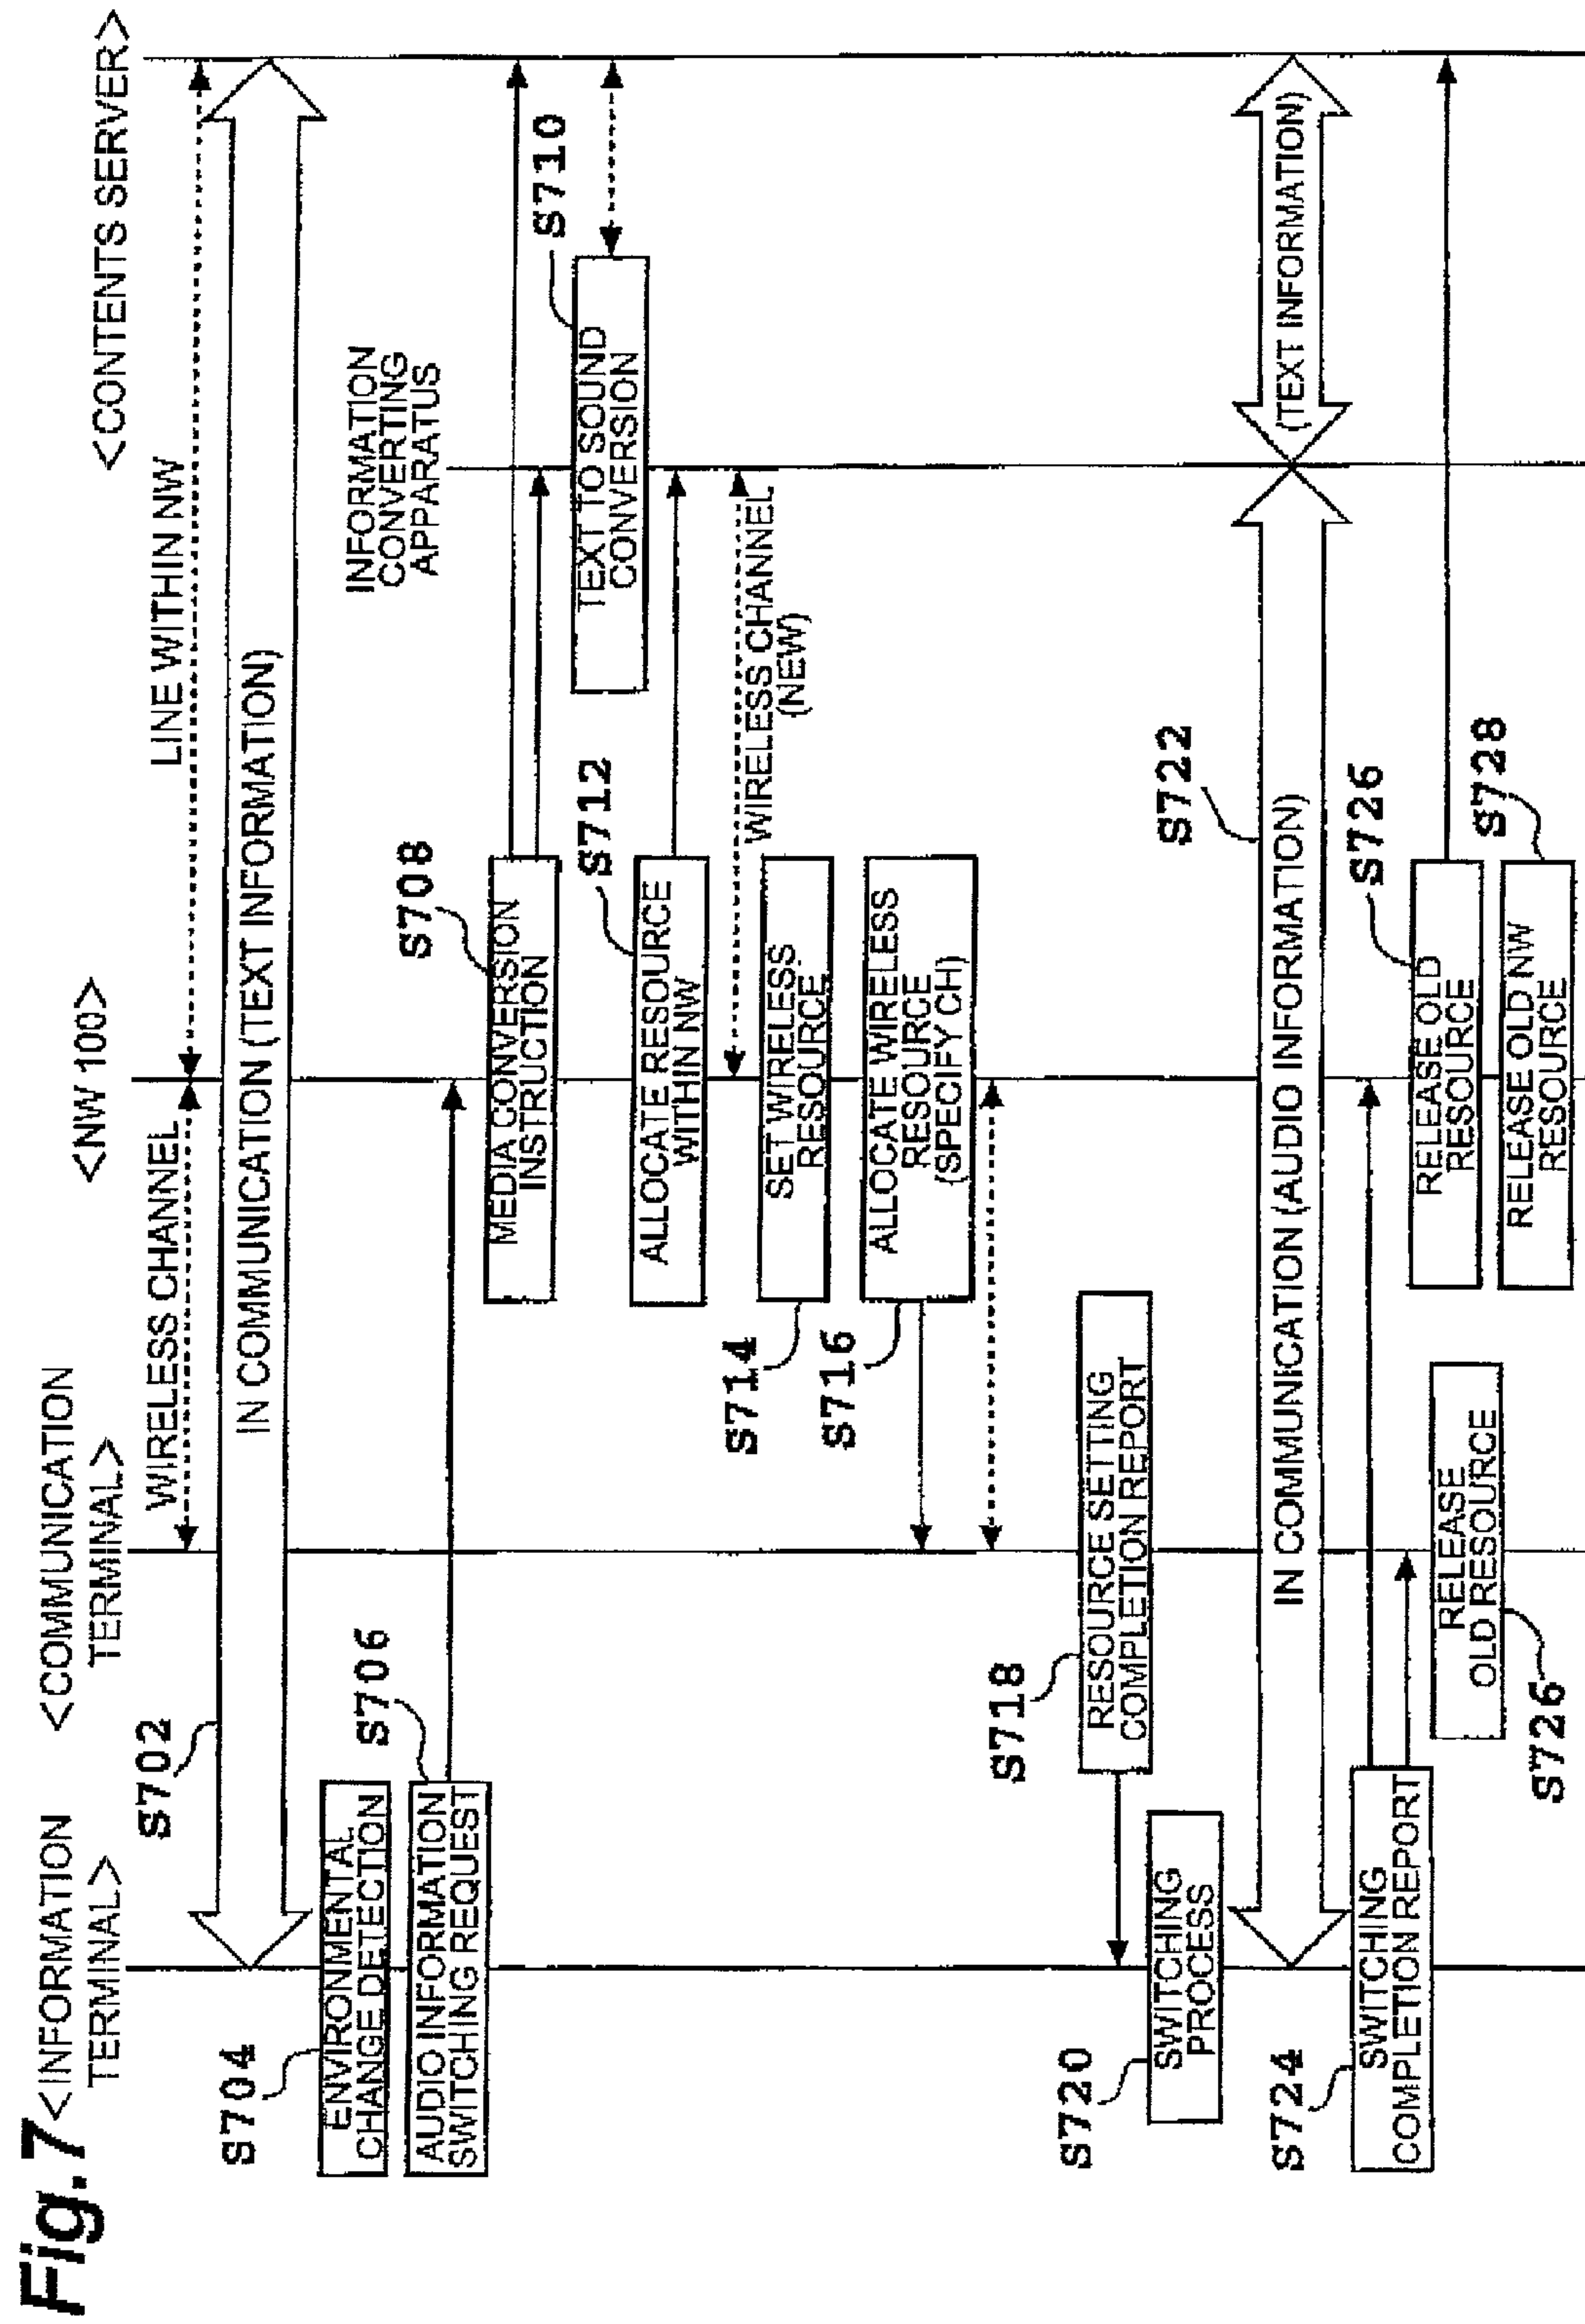 Fig.7
<INFORMATION
TERMINAL>
<COMMUNICATION
TERMINAL>
<NW 100>
<CONTENTS SERVER>
WIRELESS CHANNEL
LINE WITHIN NW
S702
IN COMMUNICATION (TEXT INFORMATION)
S704
ENVIRONMENTAL
CHANGE DETECTION
INFORMATION
CONVERTING
APPARATUS
S706
AUDIO INFORMATION
SWITCHING REQUEST
S708
MEDIA CONVERSION
INSTRUCTION
S710
TEXT TO SOUND
CONVERSION
S712
ALLOCATE RESOURCE
WITHIN NW
WIRELESS CHANNEL
(NEW)
S714
SET WIRELESS
RESOURCE
S716
ALLOCATE WIRELESS
RESOURCE
(SPECIFY CH)
S718
RESOURCE SETTING
COMPLETION REPORT
S720
SWITCHING
PROCESS
S722
IN COMMUNICATION (AUDIO INFORMATION)
(TEXT INFORMATION)
S724
SWITCHING
COMPLETION REPORT
S726
RELEASE OLD
RESOURCE
RELEASE
OLD RESOURCE
S726
S728
RELEASE OLD NW
RESOURCE